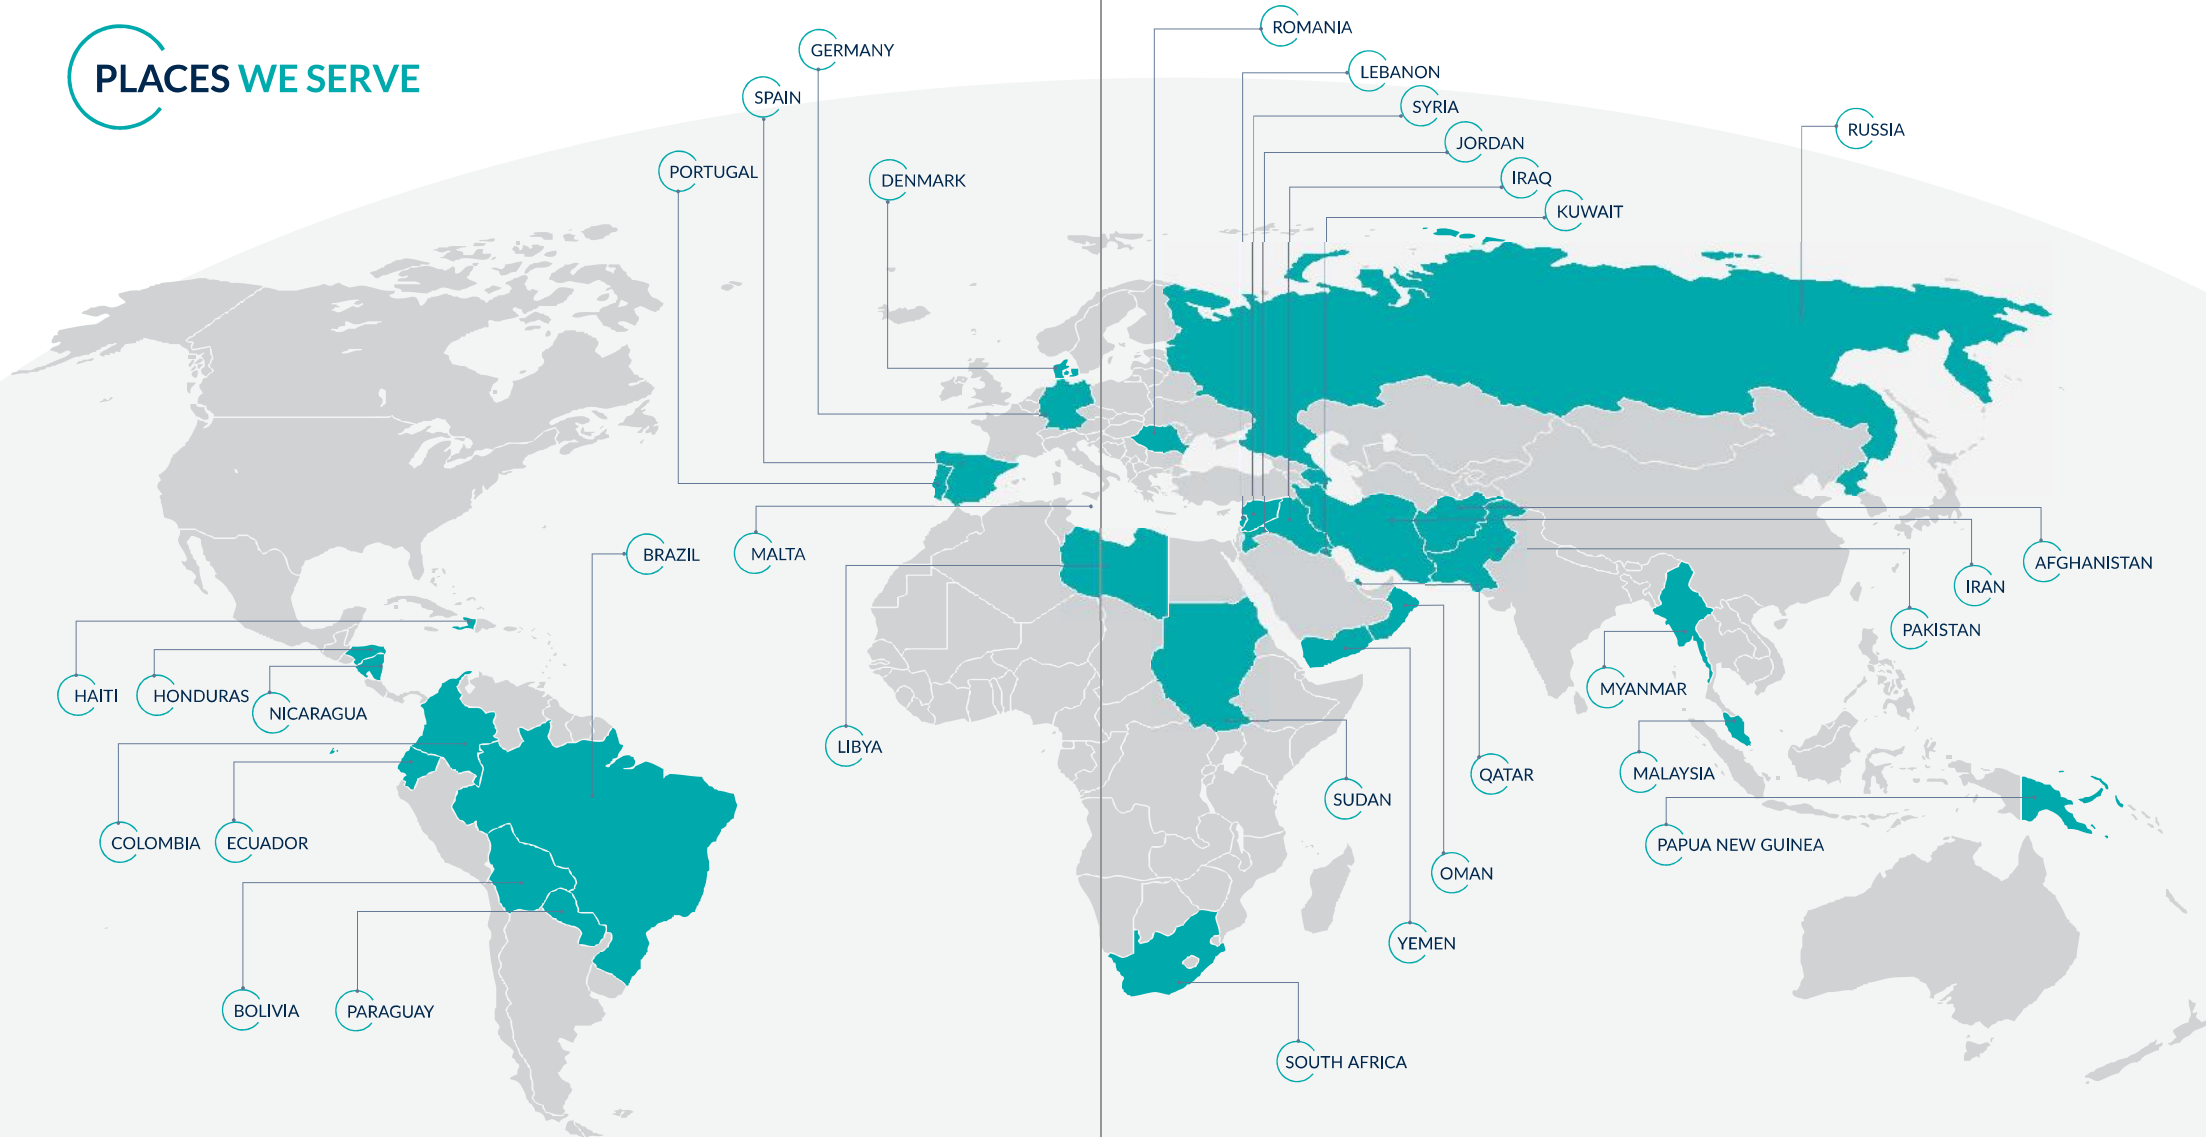 PLACES WE SERVE
ROMANIA
GERMANY
LEBANON
SPAIN
SYRIA
RUSSIA
JORDAN
PORTUGAL
DENMARK
IRAQ
KUWAIT
BRAZIL
MALTA
AFGHANISTAN
IRAN
PAKISTAN
HAITI
HONDURAS
NICARAGUA
MYANMAR
LIBYA
QATAR
MALAYSIA
SUDAN
COLOMBIA
ECUADOR
PAPUA NEW GUINEA
OMAN
YEMEN
BOLIVIA
PARAGUAY
SOUTH AFRICA